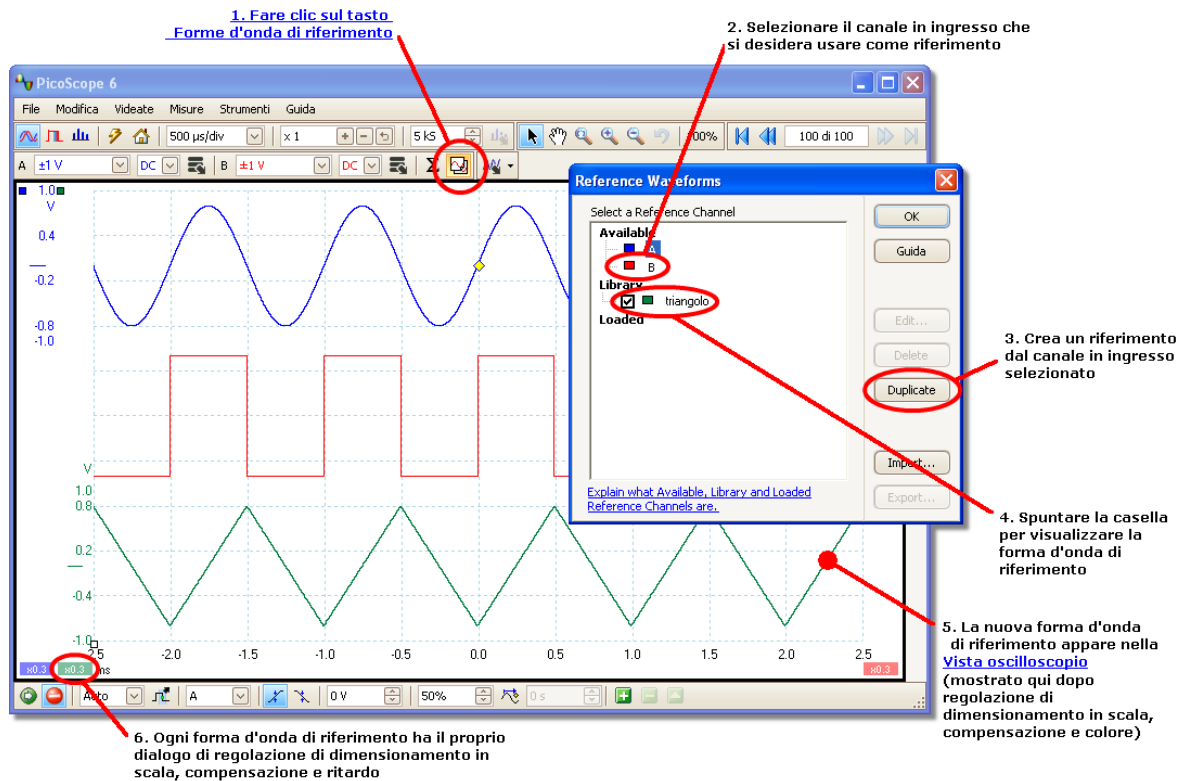 1. Fare clic sul tasto
Forme d'onda di riferimento
2. Selezionare il canale in ingresso che
si desidera usare come riferimento
PicoScope 6
File Modifica Videate Misure Strumenti Guida
500 µs/div x 1 5 kS 100% 100 di 100
A ±1 V DC B ±1 V DC Σ
1.0
V
0.4
-0.2
-0.8
-1.0
V
1.0
0.8
0.2
-0.4
-1.0
-2.5 -2.0 -1.5 -1.0 -0.5 0.0 0.5 1.0 1.5 2.0 2.5
x0.3 x0.3 ms x0.3
Auto A 0 V 50% 0 s
Reference Waveforms
Select a Reference Channel
Available
A
B
Library
triangolo
Loaded
OK
Guida
Edit...
Delete
Duplicate
Import...
Export...
Explain what Available, Library and Loaded
Reference Channels are.
3. Crea un riferimento
dal canale in ingresso
selezionato
4. Spuntare la casella
per visualizzare la
forma d'onda di
riferimento
5. La nuova forma d'onda
di riferimento appare nella
Vista oscilloscopio
(mostrato qui dopo
regolazione di
dimensionamento in scala,
compensazione e colore)
6. Ogni forma d'onda di riferimento ha il proprio
dialogo di regolazione di dimensionamento in
scala, compensazione e ritardo